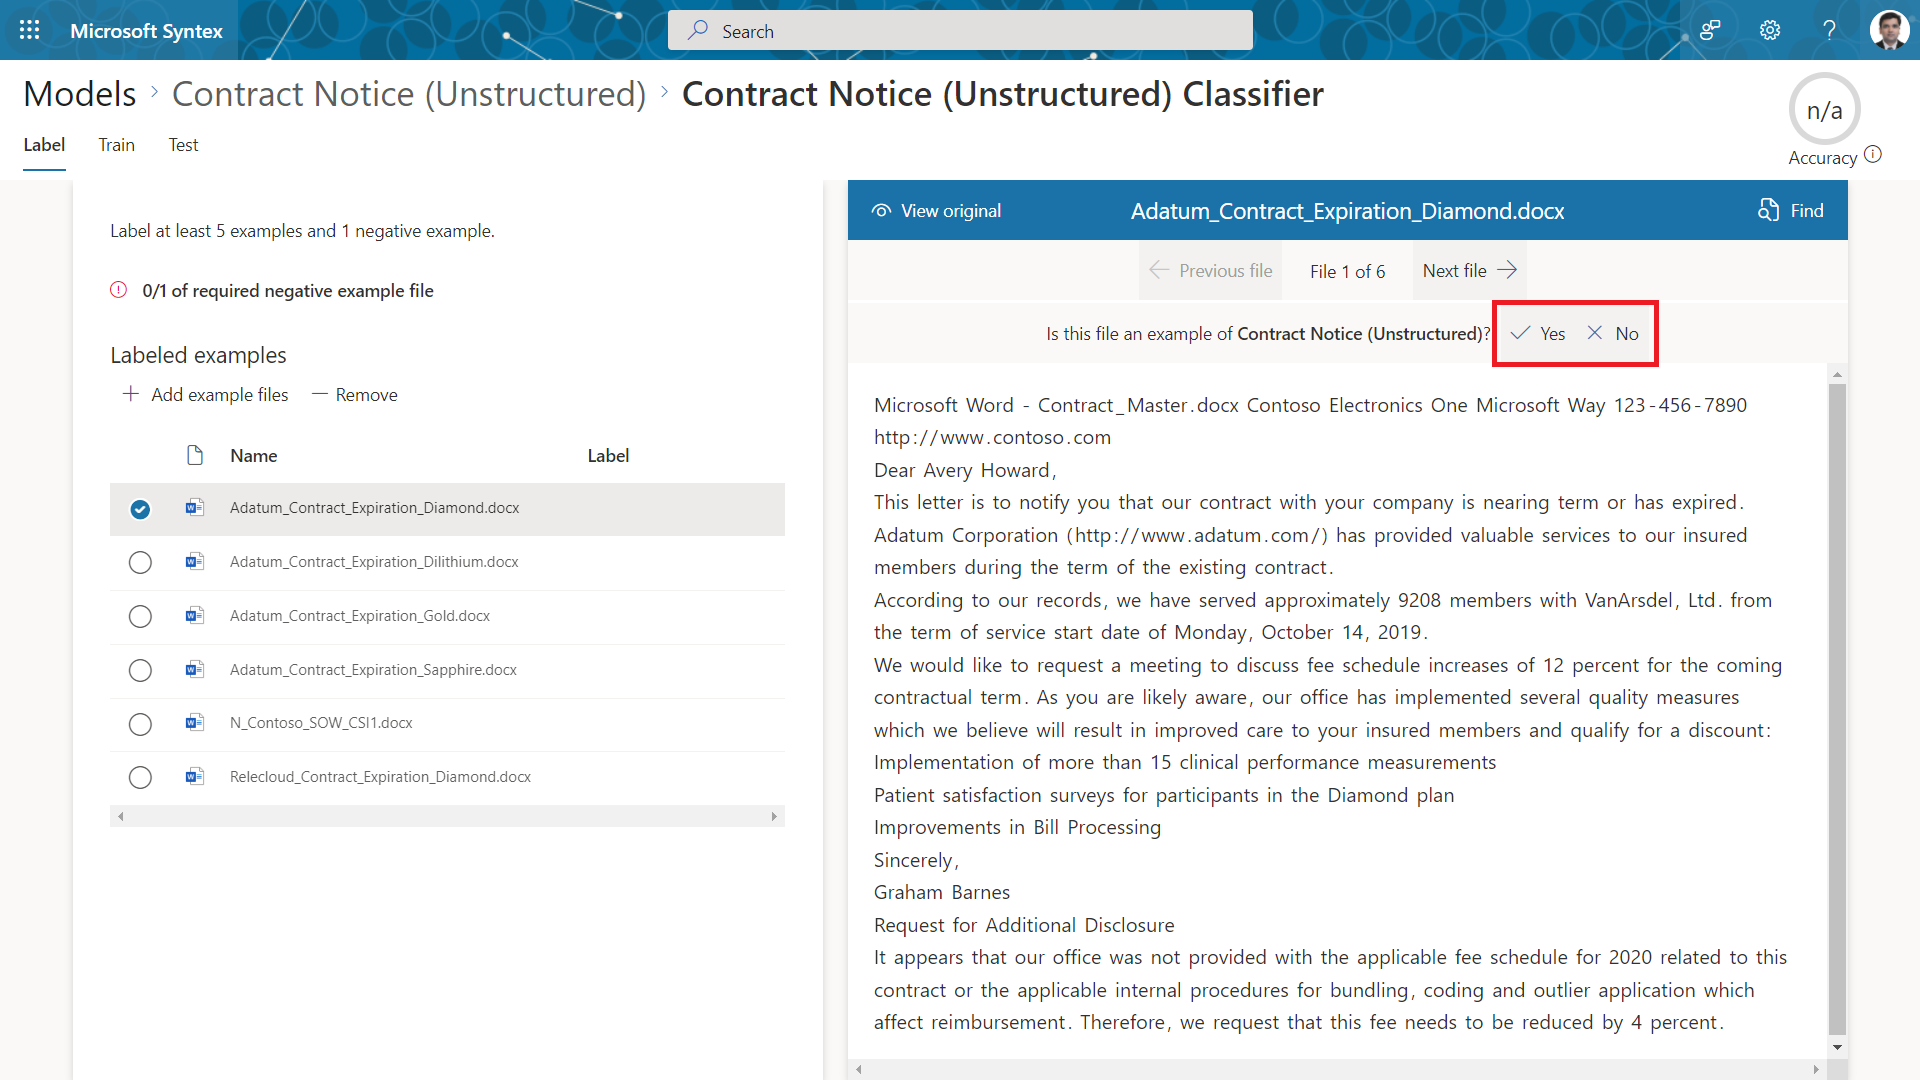 Microsoft Syntex
Search
Models > Contract Notice (Unstructured) > Contract Notice (Unstructured) Classifier
n/a
Accuracy
Label Train Test
Label at least 5 examples and 1 negative example.
0/1 of required negative example file
Labeled examples
Add example files Remove
Name Label
Adatum_Contract_Expiration_Diamond.docx
Adatum_Contract_Expiration_Dilithium.docx
Adatum_Contract_Expiration_Gold.docx
Adatum_Contract_Expiration_Sapphire.docx
N_Contoso_SOW_CSI1.docx
Relecloud_Contract_Expiration_Diamond.docx
View original Adatum_Contract_Expiration_Diamond.docx Find
Previous file File 1 of 6 Next file
Is this file an example of Contract Notice (Unstructured)? Yes No
Microsoft Word - Contract_Master.docx Contoso Electronics One Microsoft Way 123-456-7890
http://www.contoso.com
Dear Avery Howard,
This letter is to notify you that our contract with your company is nearing term or has expired.
Adatum Corporation (http://www.adatum.com/) has provided valuable services to our insured
members during the term of the existing contract.
According to our records, we have served approximately 9208 members with VanArsdel, Ltd. from
the term of service start date of Monday, October 14, 2019.
We would like to request a meeting to discuss fee schedule increases of 12 percent for the coming
contractual term. As you are likely aware, our office has implemented several quality measures
which we believe will result in improved care to your insured members and qualify for a discount:
Implementation of more than 15 clinical performance measurements
Patient satisfaction surveys for participants in the Diamond plan
Improvements in Bill Processing
Sincerely,
Graham Barnes
Request for Additional Disclosure
It appears that our office was not provided with the applicable fee schedule for 2020 related to this
contract or the applicable internal procedures for bundling, coding and outlier application which
affect reimbursement. Therefore, we request that this fee needs to be reduced by 4 percent.